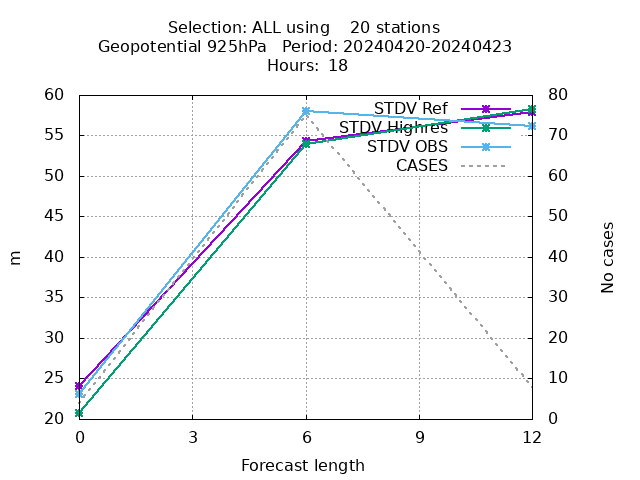 Selection: ALL using    20 stations
Geopotential 925hPa   Period: 20240420-20240423
Hours: 18
STDV Ref
STDV Highres
STDV OBS
CASES
60
55
50
45
40
35
30
25
20
80
70
60
50
40
30
20
10
0
m
No cases
0 3 6 9 12
Forecast length